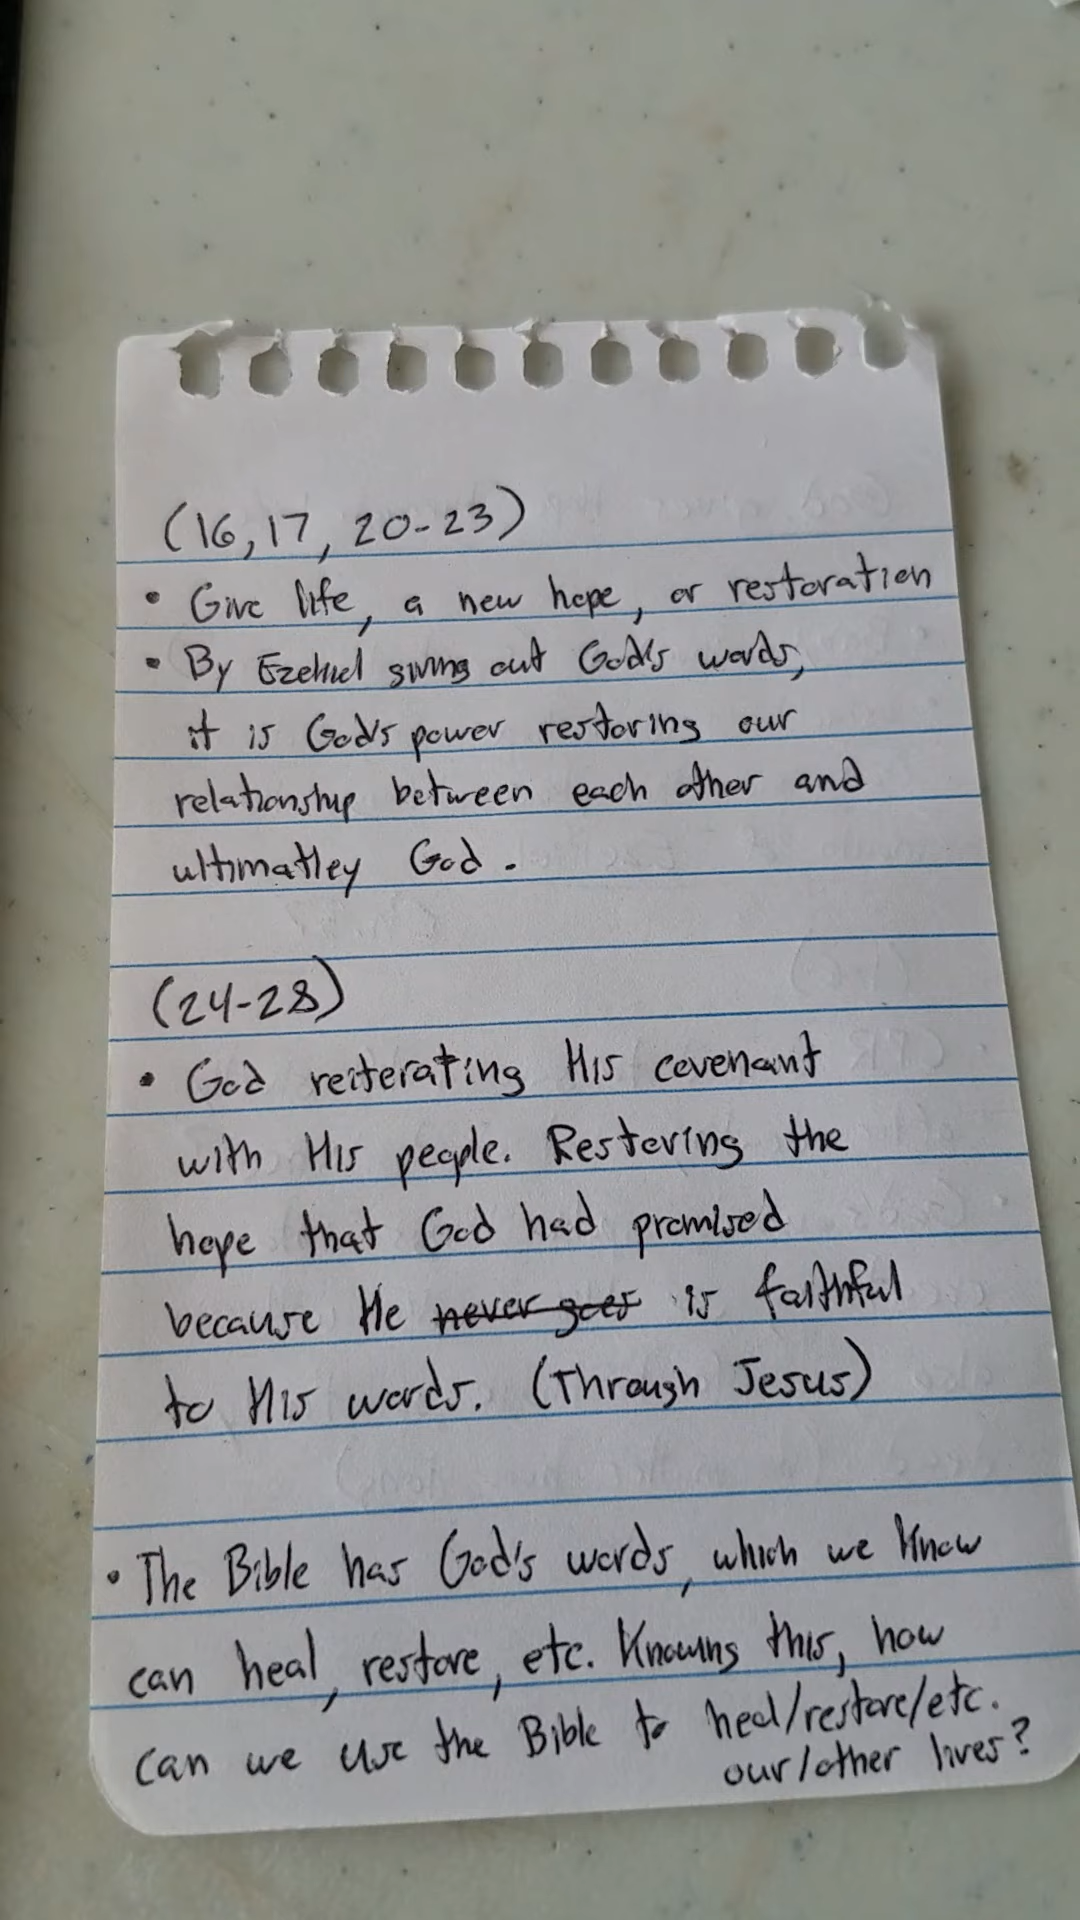 (16,17, 20-23)
• Give life, a new hope, or restoration
• By Ezekiel giving out God's words,
it is God's power restoring our
relationship between each other and
ultimatley God.
(24-28)
• God reiterating His covenant
with His people. Restoring the
hope that God had promised
because He never goes is faithful
to His words. (Through Jesus)
• The Bible has God's words, which we know
can heal, restore, etc. Knowing this, how
can we use the Bible to heal/restore/etc.
our/other lives?